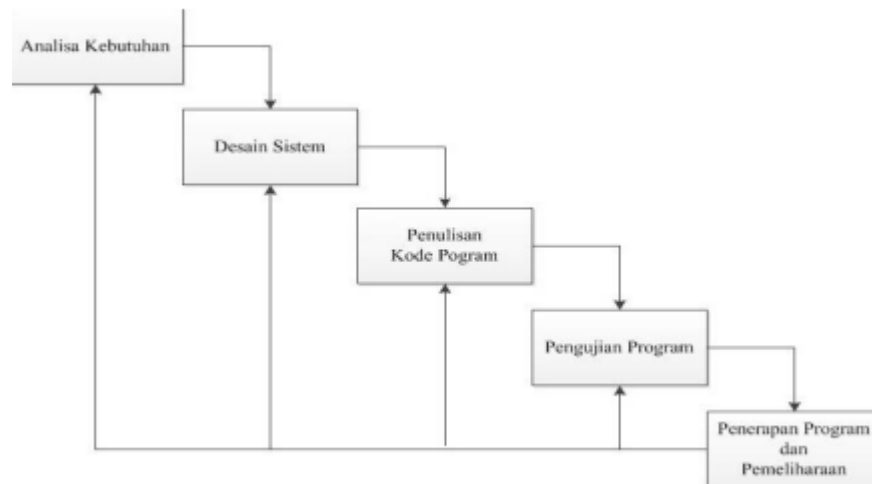 Analisa Kebutuhan
Desain Sistem
Penulisan
Kode Pogram
Pengujian Program
Penerapan Program
dan
Pemeliharaan